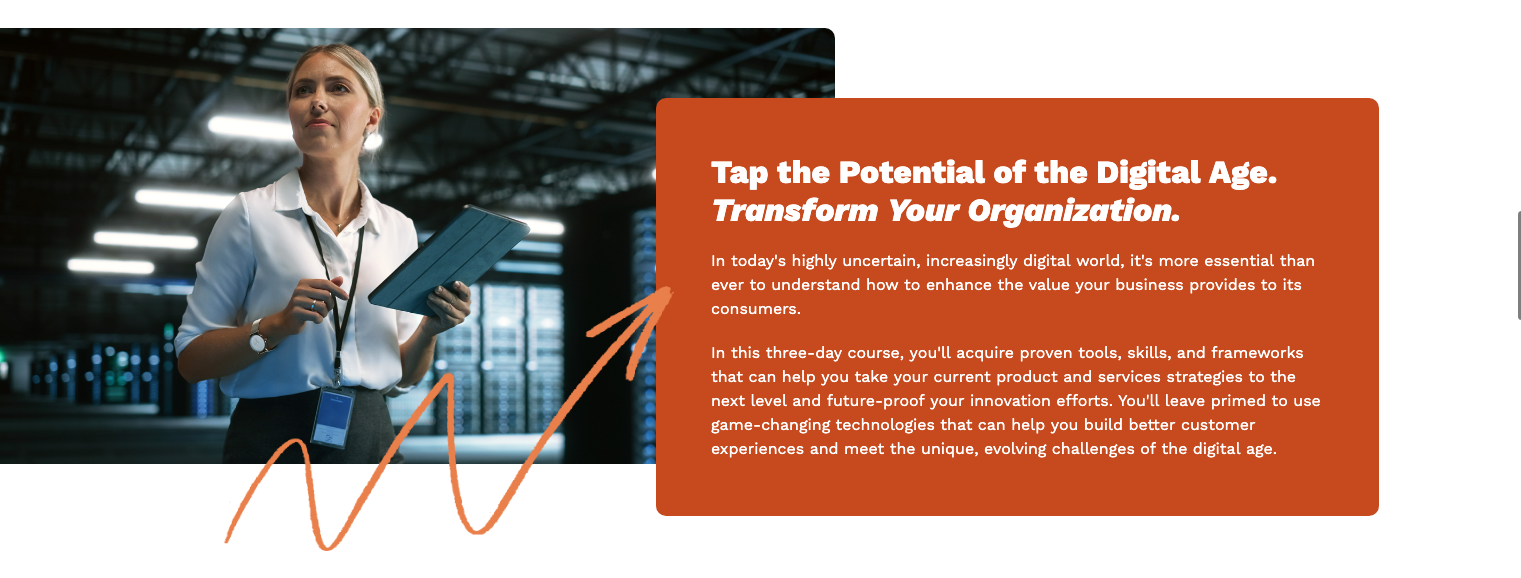 Tap the Potential of the Digital Age.
Transform Your Organization.
In today's highly uncertain, increasingly digital world, it's more essential than
ever to understand how to enhance the value your business provides to its
consumers.
In this three-day course, you'll acquire proven tools, skills, and frameworks
that can help you take your current product and services strategies to the
next level and future-proof your innovation efforts. You'll leave primed to use
game-changing technologies that can help you build better customer
experiences and meet the unique, evolving challenges of the digital age.